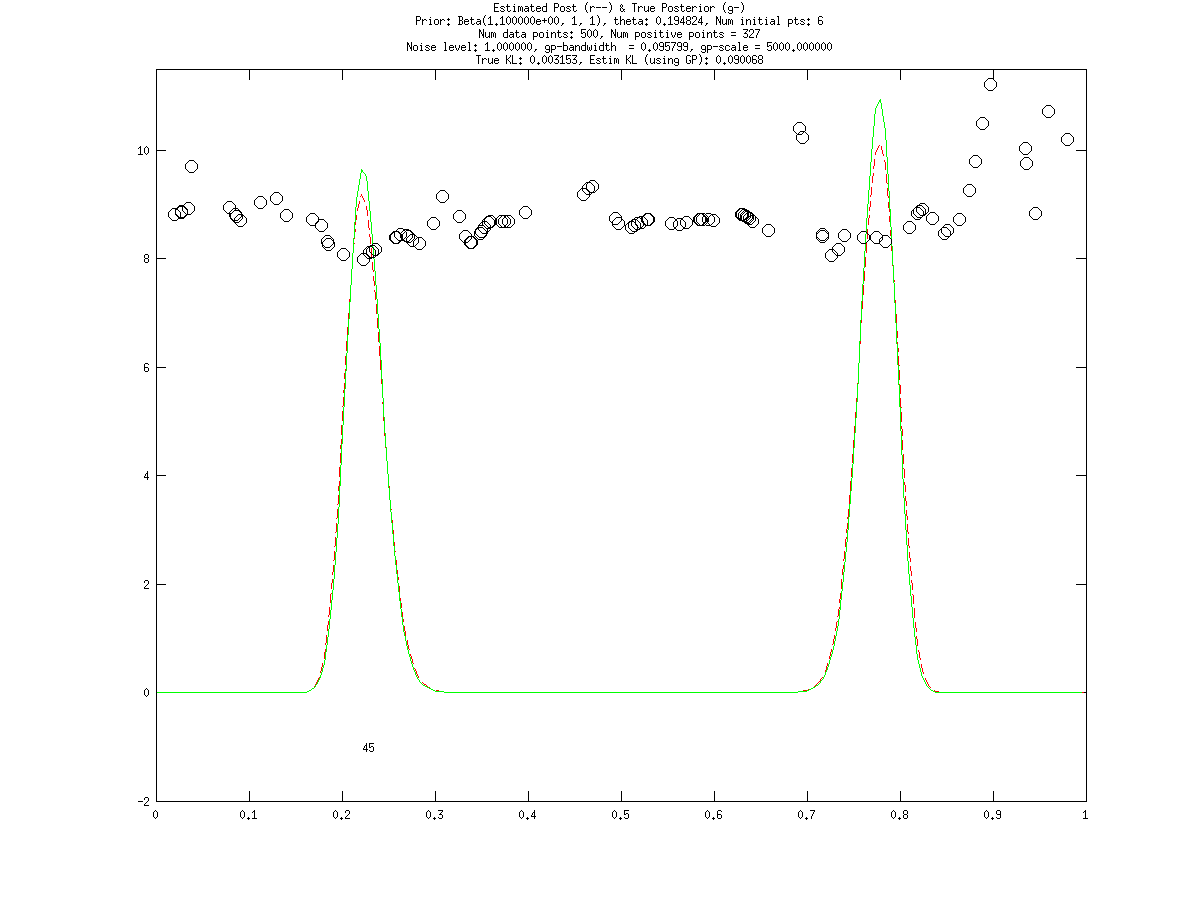 Estimated Post (r--) & True Posterior (g-)
Prior: Beta(1.100000e+00, 1, 1), theta: 0.194824, Num initial pts: 6
Num data points: 500, Num positive points = 327
Noise level: 1.000000, gp-bandwidth  = 0.095799, gp-scale = 5000.000000
True KL: 0.003153, Estim KL (using GP): 0.090068
10
8
6
4
2
0
45
-2
0 0.1 0.2 0.3 0.4 0.5 0.6 0.7 0.8 0.9 1